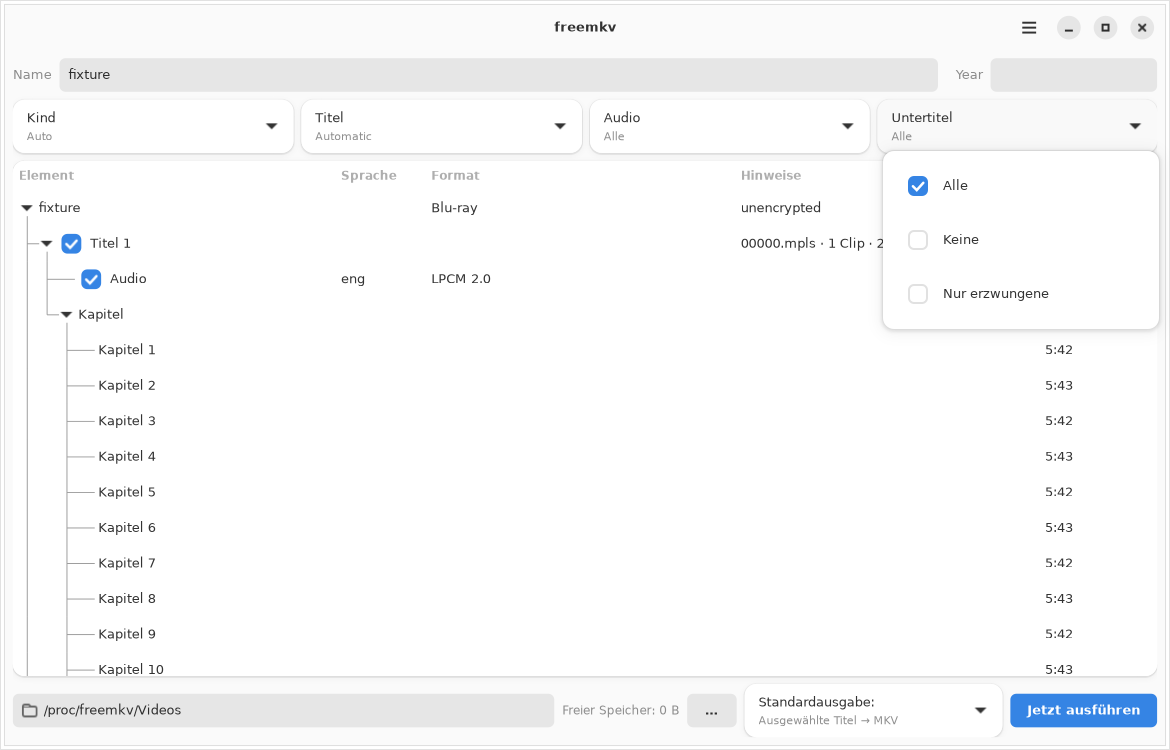 freemkv
Name fixture Year
Kind Titel Audio Untertitel
Auto Automatic Alle Alle
Element Sprache Format Hinweise
Alle
fixture Blu-ray unencrypted
Keine
Titel 1 00000.mpls · 1 Clip · 2
Audio eng LPCM 2.0
Nur erzwungene
Kapitel
Kapitel 1 5:42
Kapitel 2 5:43
Kapitel 3 5:42
Kapitel 4 5:43
Kapitel 5 5:42
Kapitel 6 5:43
Kapitel 7 5:42
Kapitel 8 5:43
Kapitel 9 5:42
Kapitel 10 5:43
/proc/freemkv/Videos Freier Speicher: 0 B ... Standardausgabe: Jetzt ausführen
Ausgewählte Titel → MKV